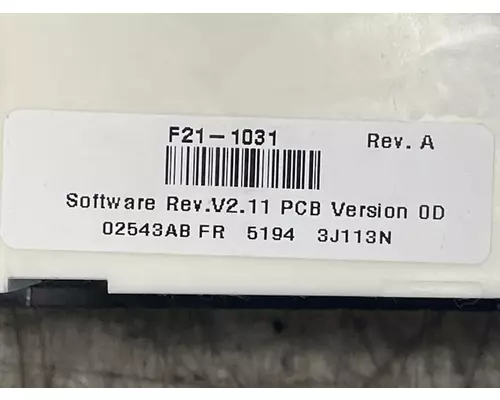 F21-1031 Rev. A
Software Rev.V2.11 PCB Version 0D
02543AB FR 5194 3J113N